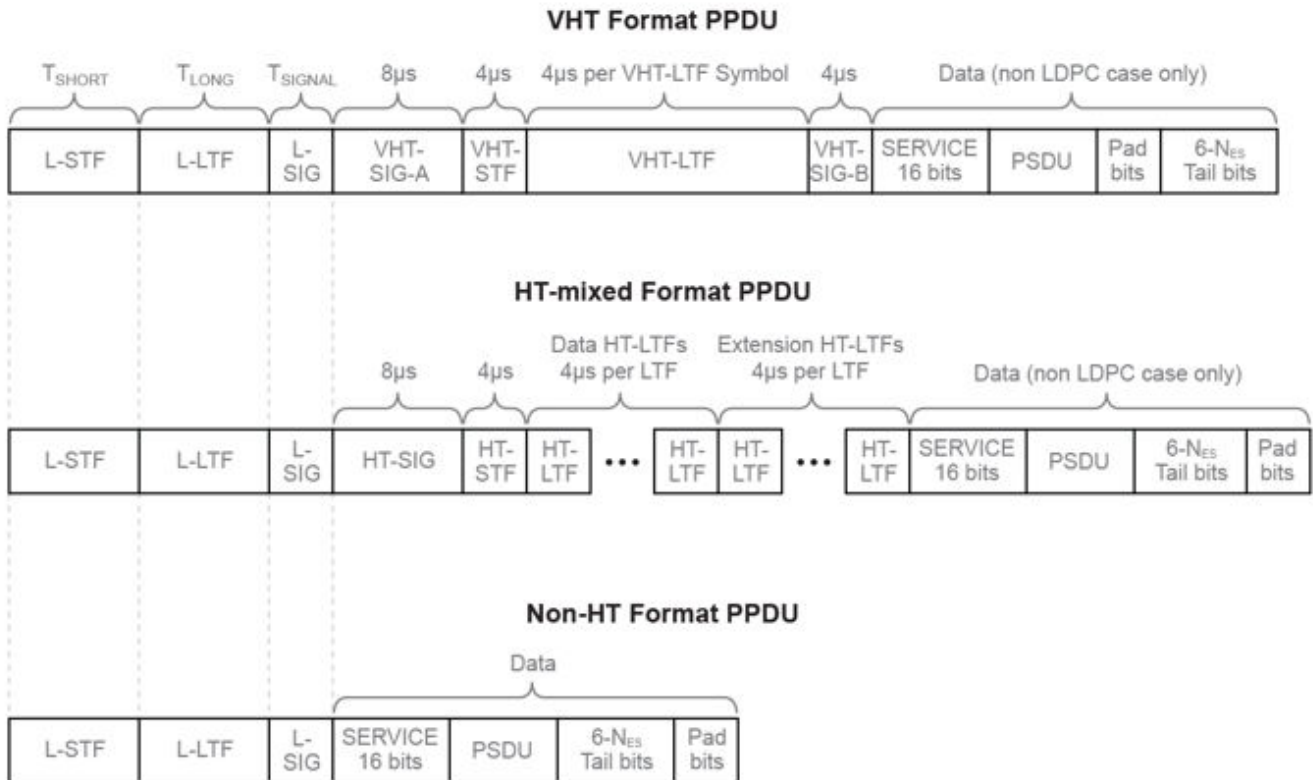 VHT Format PPDU
T_SHORT T_LONG T_SIGNAL 8µs 4µs 4µs per VHT-LTF Symbol 4µs Data (non LDPC case only)
L-STF L-LTF L- VHT- VHT- VHT-LTF VHT- SERVICE PSDU Pad 6-N_ES
SIG SIG-A STF SIG-B 16 bits bits Tail bits
HT-mixed Format PPDU
Data HT-LTFs Extension HT-LTFs
8µs 4µs 4µs per LTF 4µs per LTF Data (non LDPC case only)
L-STF L-LTF L- HT-SIG HT- HT- ••• HT- HT- ••• HT- SERVICE PSDU 6-N_ES Pad
SIG STF LTF LTF LTF LTF 16 bits Tail bits bits
Non-HT Format PPDU
Data
L-STF L-LTF L- SERVICE PSDU 6-N_ES Pad
SIG 16 bits Tail bits bits